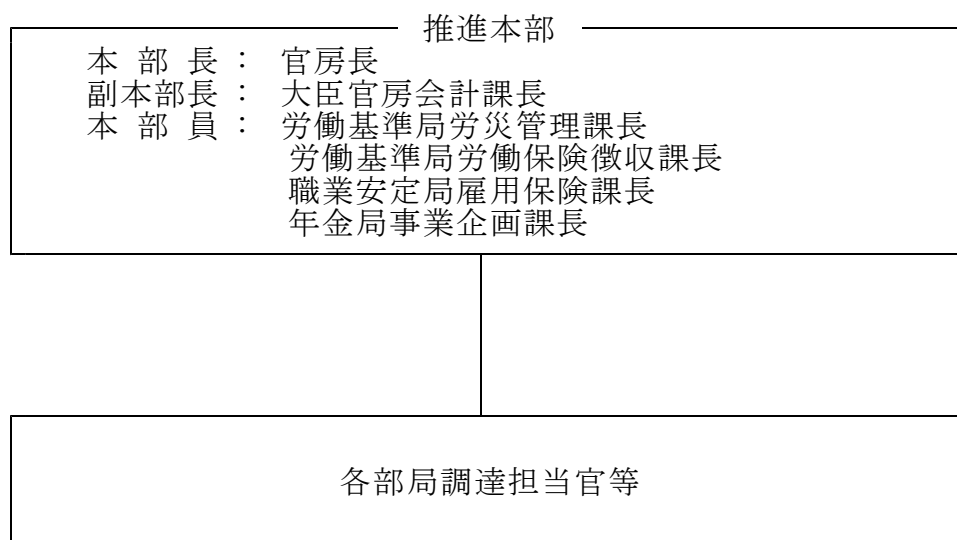 推進本部
本 部 長 ： 官房長
副本部長 ： 大臣官房会計課長
本 部 員 ： 労働基準局労災管理課長
労働基準局労働保険徴収課長
職業安定局雇用保険課長
年金局事業企画課長
各部局調達担当官等